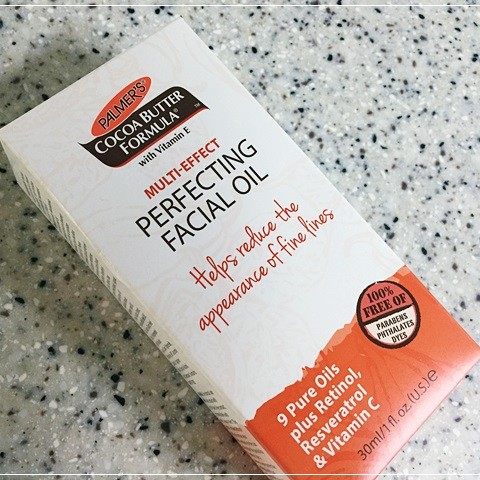 PALMER'S®
COCOA BUTTER
FORMULA®
with Vitamin E
MULTI-EFFECT
PERFECTING
FACIAL OIL
Helps reduce the
appearance of fine lines
100%
FREE OF
PARABENS
PHTHALATES
DYES
9 Pure Oils
plus Retinol,
Resveratrol
& Vitamin C
30ml/1 fl. oz (U.S.)e